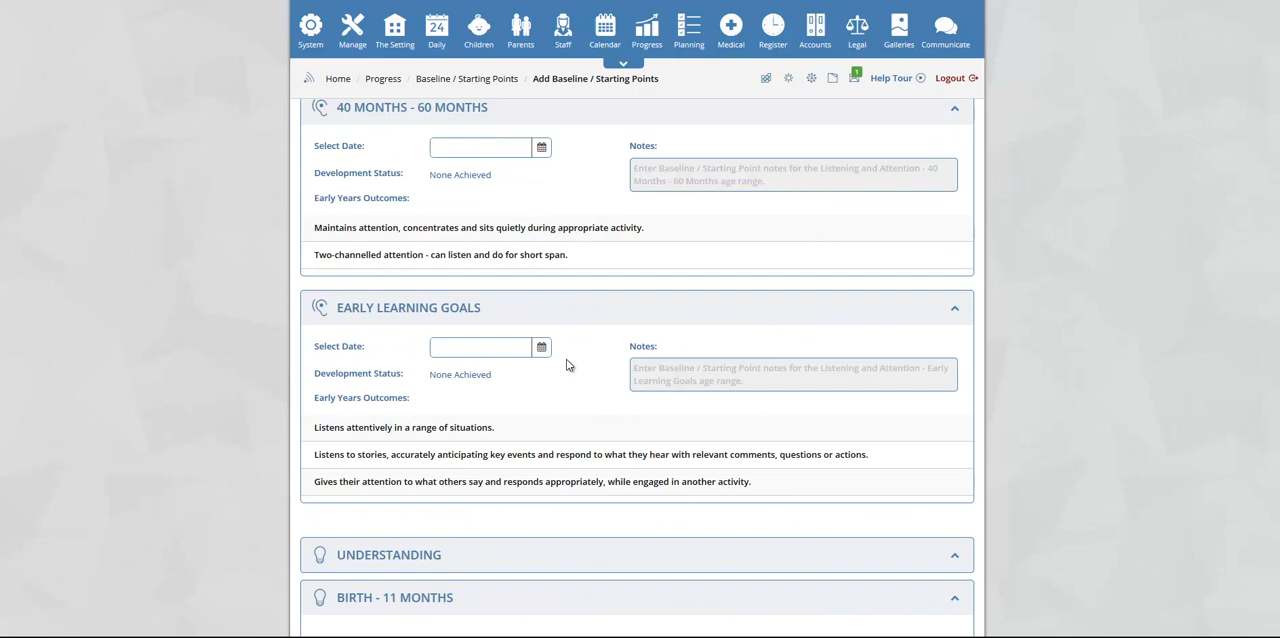 System Manage The Setting Daily Children Parents Staff Calendar Progress Planning Medical Register Accounts Legal Galleries Communicate
24
Home / Progress / Baseline / Starting Points / Add Baseline / Starting Points
1
Help Tour
Logout
40 MONTHS - 60 MONTHS
Select Date:
Notes:
Enter Baseline / Starting Point notes for the Listening and Attention - 40
Months - 60 Months age range.
Development Status: None Achieved
Early Years Outcomes:
Maintains attention, concentrates and sits quietly during appropriate activity.
Two-channelled attention - can listen and do for short span.
EARLY LEARNING GOALS
Select Date:
Notes:
Enter Baseline / Starting Point notes for the Listening and Attention - Early
Learning Goals age range.
Development Status: None Achieved
Early Years Outcomes:
Listens attentively in a range of situations.
Listens to stories, accurately anticipating key events and respond to what they hear with relevant comments, questions or actions.
Gives their attention to what others say and responds appropriately, while engaged in another activity.
UNDERSTANDING
BIRTH - 11 MONTHS